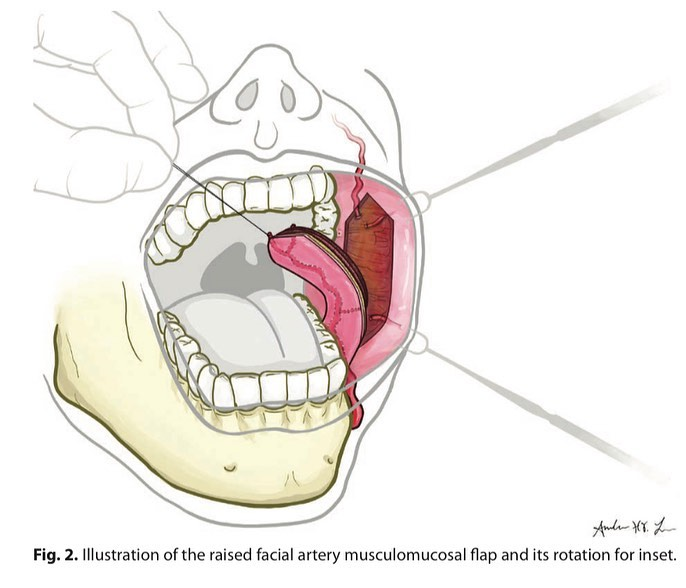 Fig. 2. Illustration of the raised facial artery musculomucosal flap and its rotation for inset.